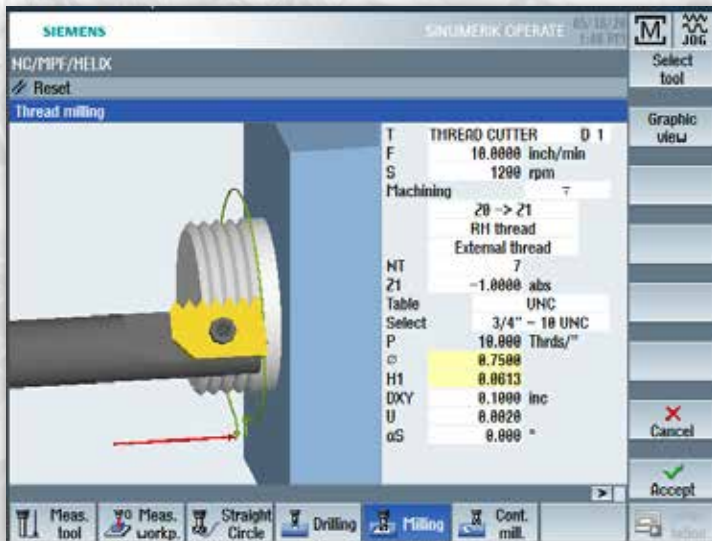 SIEMENS
SINUMERIK OPERATE
M
JOG
NC/MPF/HELIX
Reset
Thread milling
Select tool
Graphic view
T THREAD CUTTER D 1
F 10.0000 inch/min
S 1200 rpm
Machining ▽
Z0 -> Z1
RH thread
External thread
NT 7
Z1 -1.0000 abs
Table UNC
Select 3/4" - 10 UNC
P 10.000 Thrds/"
∅ 0.7500
H1 0.0613
DXY 0.1000 inc
U 0.0020
αS 0.000 °
Cancel
Accept
>
Meas. tool
Meas. workp.
Straight Circle
Drilling
Milling
Cont. mill.